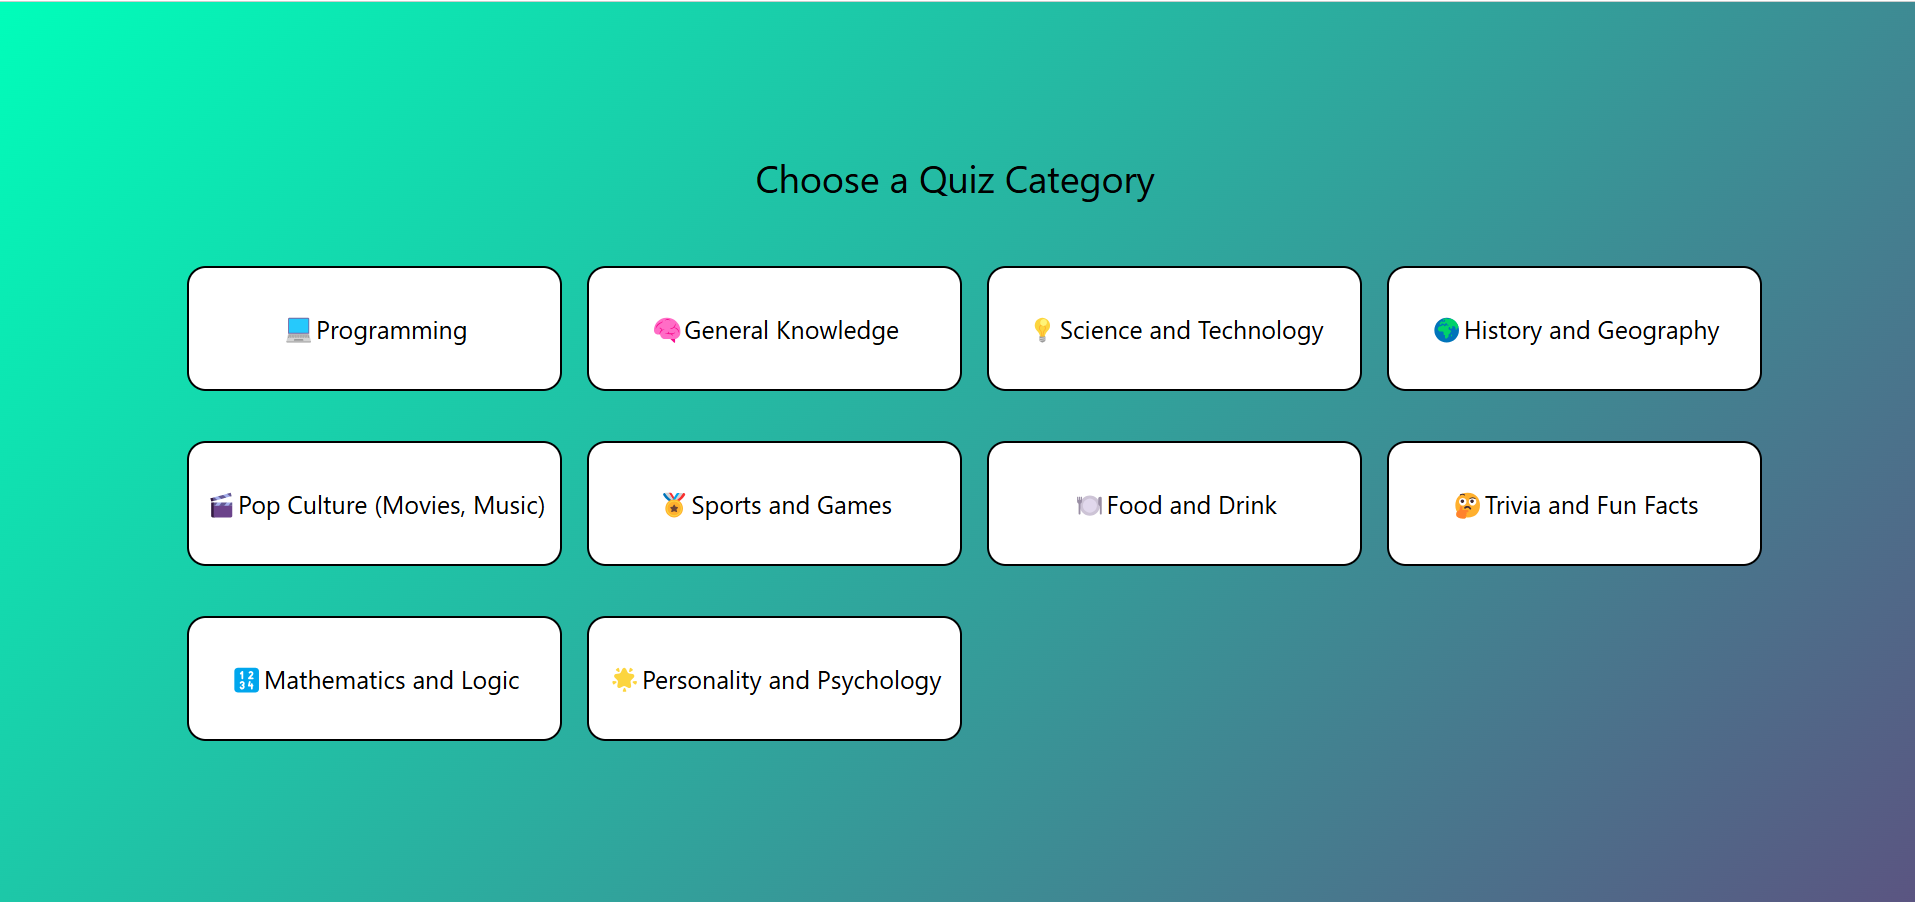 Choose a Quiz Category
💻Programming
🧠General Knowledge
💡Science and Technology
🌍History and Geography
🎬Pop Culture (Movies, Music)
🏅Sports and Games
🍽️Food and Drink
🤔Trivia and Fun Facts
🔢Mathematics and Logic
🌟Personality and Psychology